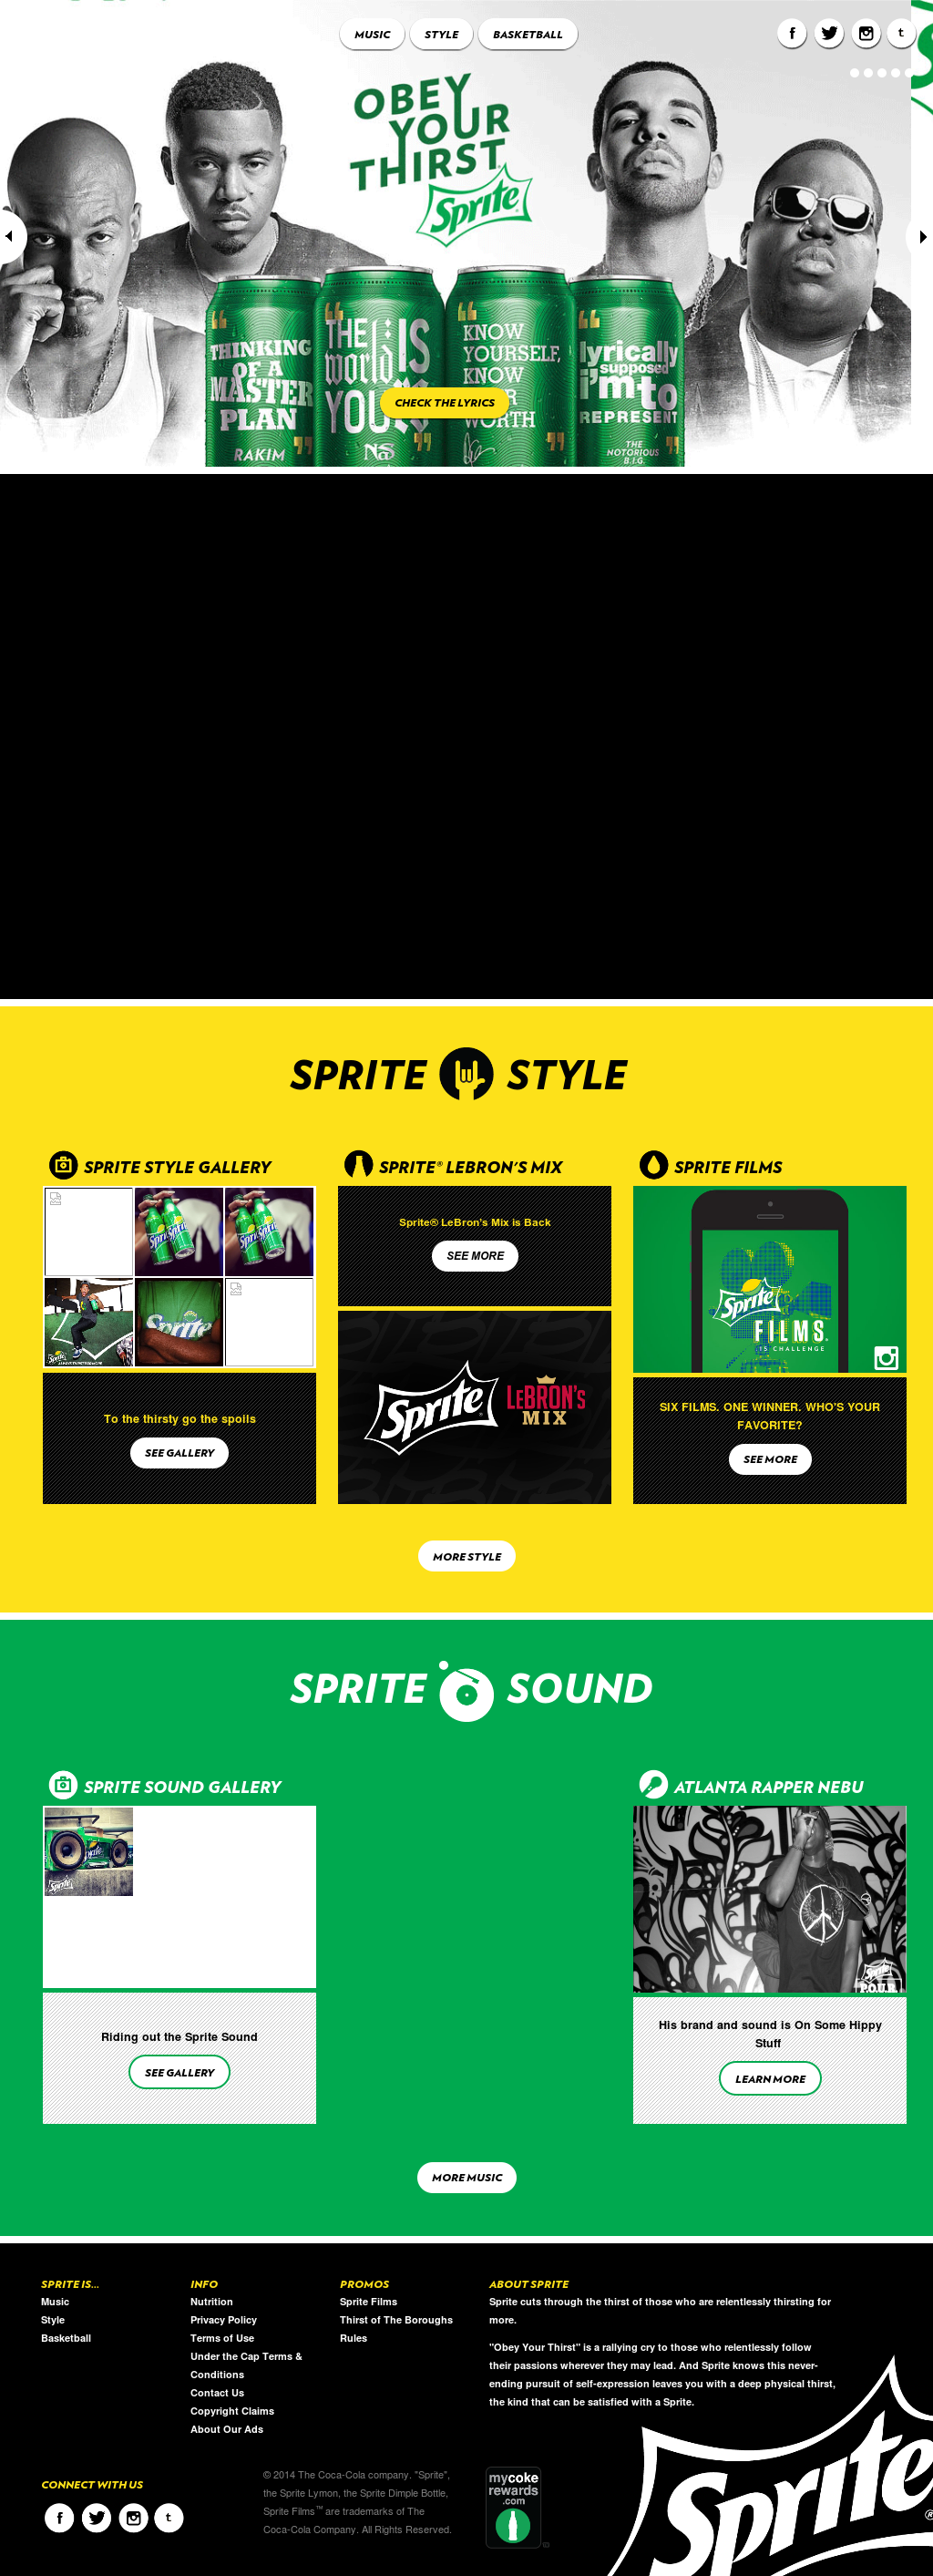 MUSIC STYLE BASKETBALL
OBEY
YOUR
THIRST
Sprite
THINKING
OF A
MASTER
PLAN
RAKIM
THE
world IS
YOURS
Nas
KNOW
YOURSELF,
KNOW
WORTH
lyrically
supposed
i'm to
REPRESENT
THE
NOTORIOUS
B.I.G.
CHECK THE LYRICS
SPRITE STYLE
SPRITE STYLE GALLERY
Sprite
To the thirsty go the spoils
SEE GALLERY
SPRITE® LEBRON'S MIX
Sprite® LeBron's Mix is Back
SEE MORE
Sprite
LeBRON'S
MIX
SPRITE FILMS
Sprite
FILMS
15 CHALLENGE
SIX FILMS. ONE WINNER. WHO'S YOUR
FAVORITE?
SEE MORE
MORE STYLE
SPRITE SOUND
SPRITE SOUND GALLERY
Sprite
Riding out the Sprite Sound
SEE GALLERY
ATLANTA RAPPER NEBU
Sprite
P.O.U.R.
His brand and sound is On Some Hippy
Stuff
LEARN MORE
MORE MUSIC
SPRITE IS...
Music
Style
Basketball
INFO
Nutrition
Privacy Policy
Terms of Use
Under the Cap Terms &
Conditions
Contact Us
Copyright Claims
About Our Ads
PROMOS
Sprite Films
Thirst of The Boroughs
Rules
ABOUT SPRITE
Sprite cuts through the thirst of those who are relentlessly thirsting for
more.
"Obey Your Thirst" is a rallying cry to those who relentlessly follow
their passions wherever they may lead. And Sprite knows this never-
ending pursuit of self-expression leaves you with a deep physical thirst,
the kind that can be satisfied with a Sprite.
CONNECT WITH US
© 2014 The Coca-Cola company. "Sprite",
the Sprite Lymon, the Sprite Dimple Bottle,
Sprite Films™ are trademarks of The
Coca-Cola Company. All Rights Reserved.
mycoke
rewards
.com
Sprite
®